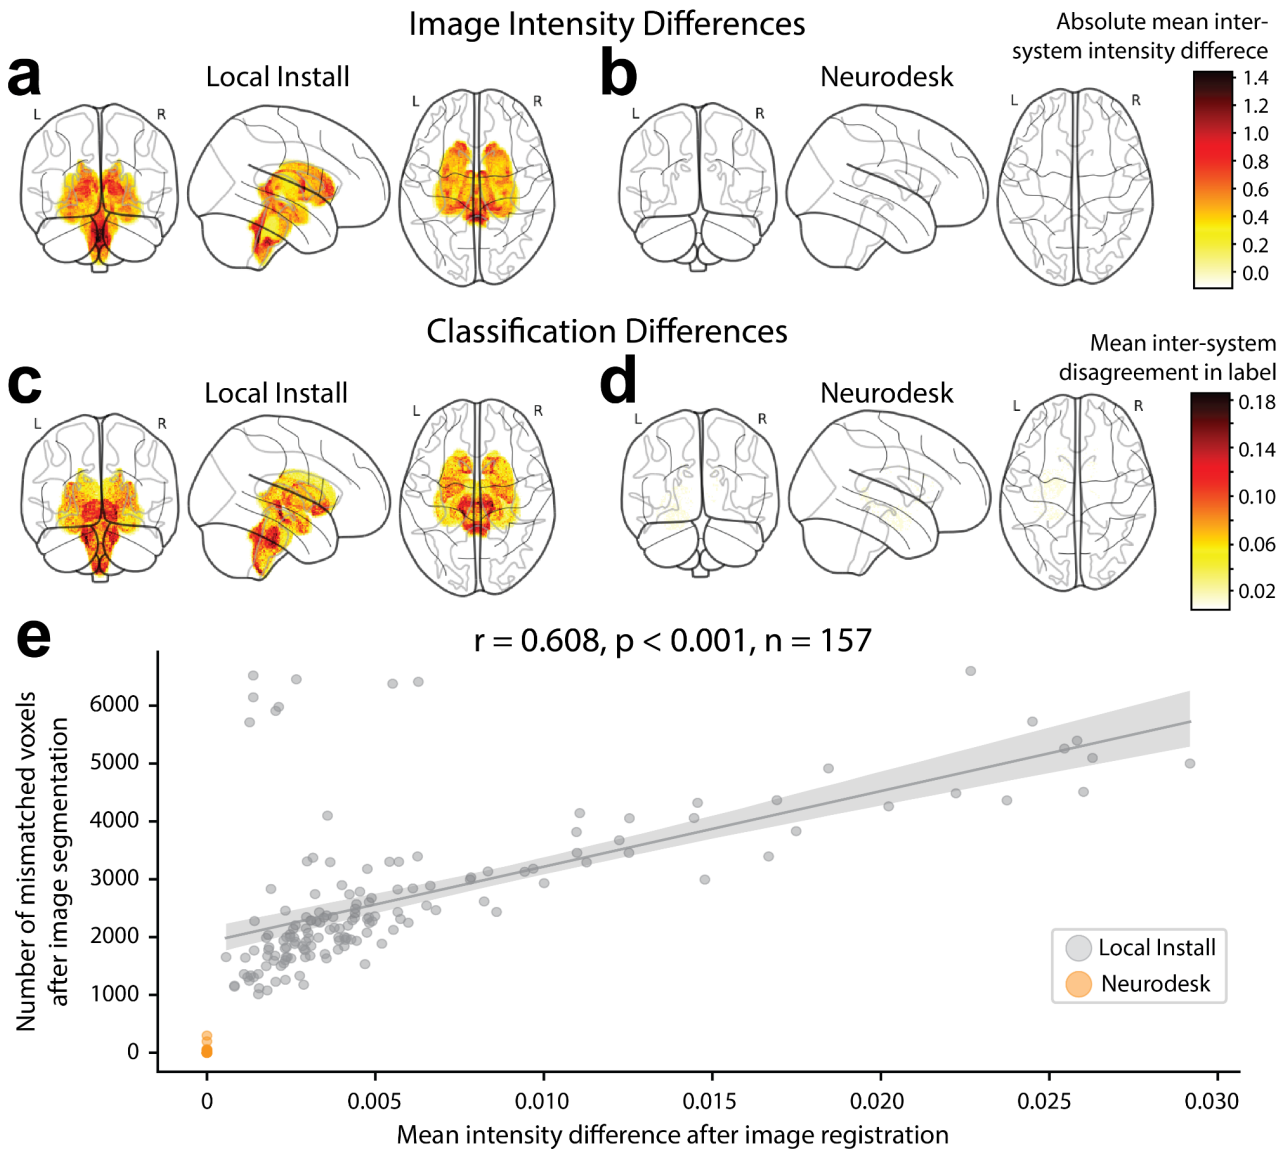 Image Intensity Differences
Absolute mean inter-
system intensity differece
a
Local Install
b
Neurodesk
L
R
L
R
L
R
L
R
1.4
1.2
1.0
0.8
0.6
0.4
0.2
0.0
Classification Differences
Mean inter-system
disagreement in label
c
Local Install
d
Neurodesk
L
R
L
R
L
R
L
R
0.18
0.14
0.10
0.06
0.02
e
r = 0.608, p < 0.001, n = 157
Number of mismatched voxels
after image segmentation
6000
5000
4000
3000
2000
1000
0
Local Install
Neurodesk
0
0.005
0.010
0.015
0.020
0.025
0.030
Mean intensity difference after image registration